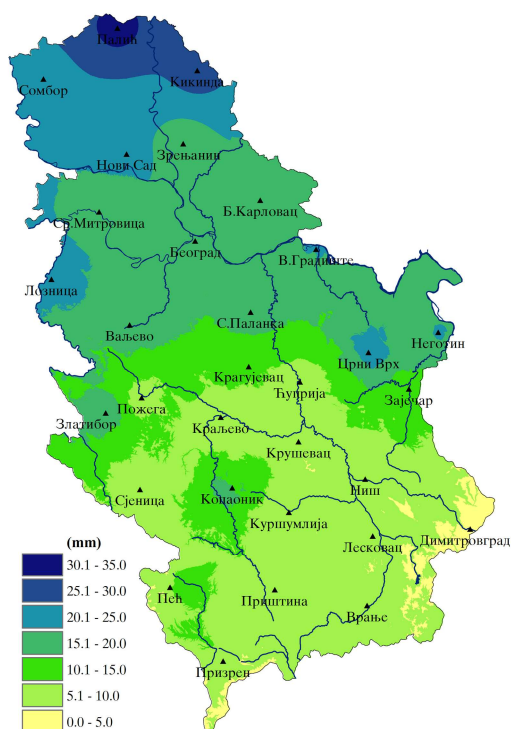 Палић
Кикинда
Сомбор
Зрењанин
Нови Сад
Б.Карловац
Ср.Митровица
Београд
В.Градиште
Лозница
С.Паланка
Ваљево
Неготин
Црни Врх
Крагујевац
Ћуприја
Зајечар
Пожега
Златибор
Краљево
Крушевац
Ниш
Сјеница
Копаоник
Куршумлија
Димитровград
Лесковац
Пећ
Приштина
Врање
Призрен
(mm)
30.1 - 35.0
25.1 - 30.0
20.1 - 25.0
15.1 - 20.0
10.1 - 15.0
5.1 - 10.0
0.0 - 5.0